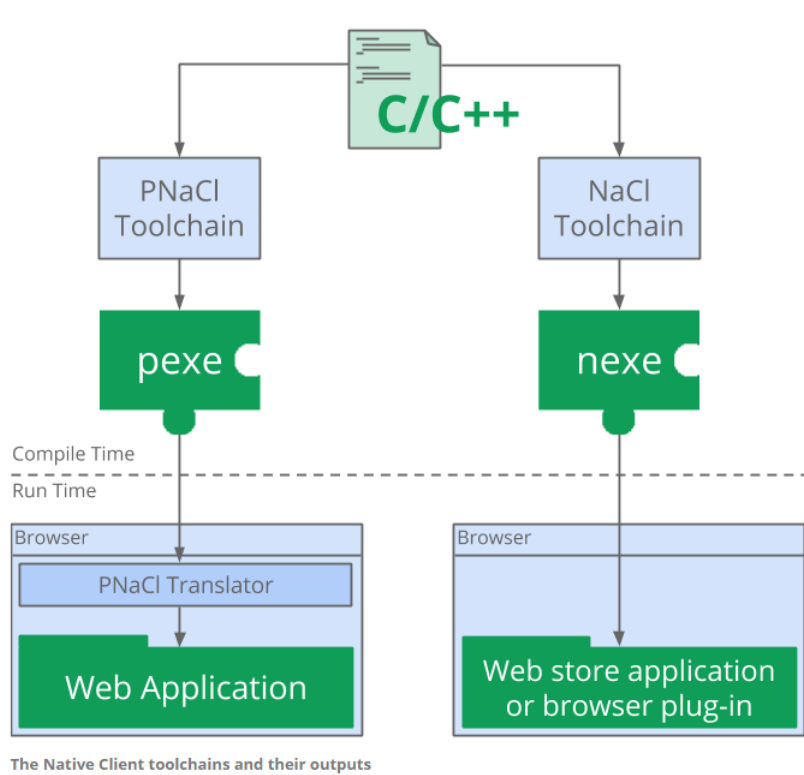 C/C++
PNaCl
Toolchain
NaCl
Toolchain
pexe
nexe
Compile Time
Run Time
Browser
Browser
PNaCl Translator
Web Application
Web store application
or browser plug-in
The Native Client toolchains and their outputs